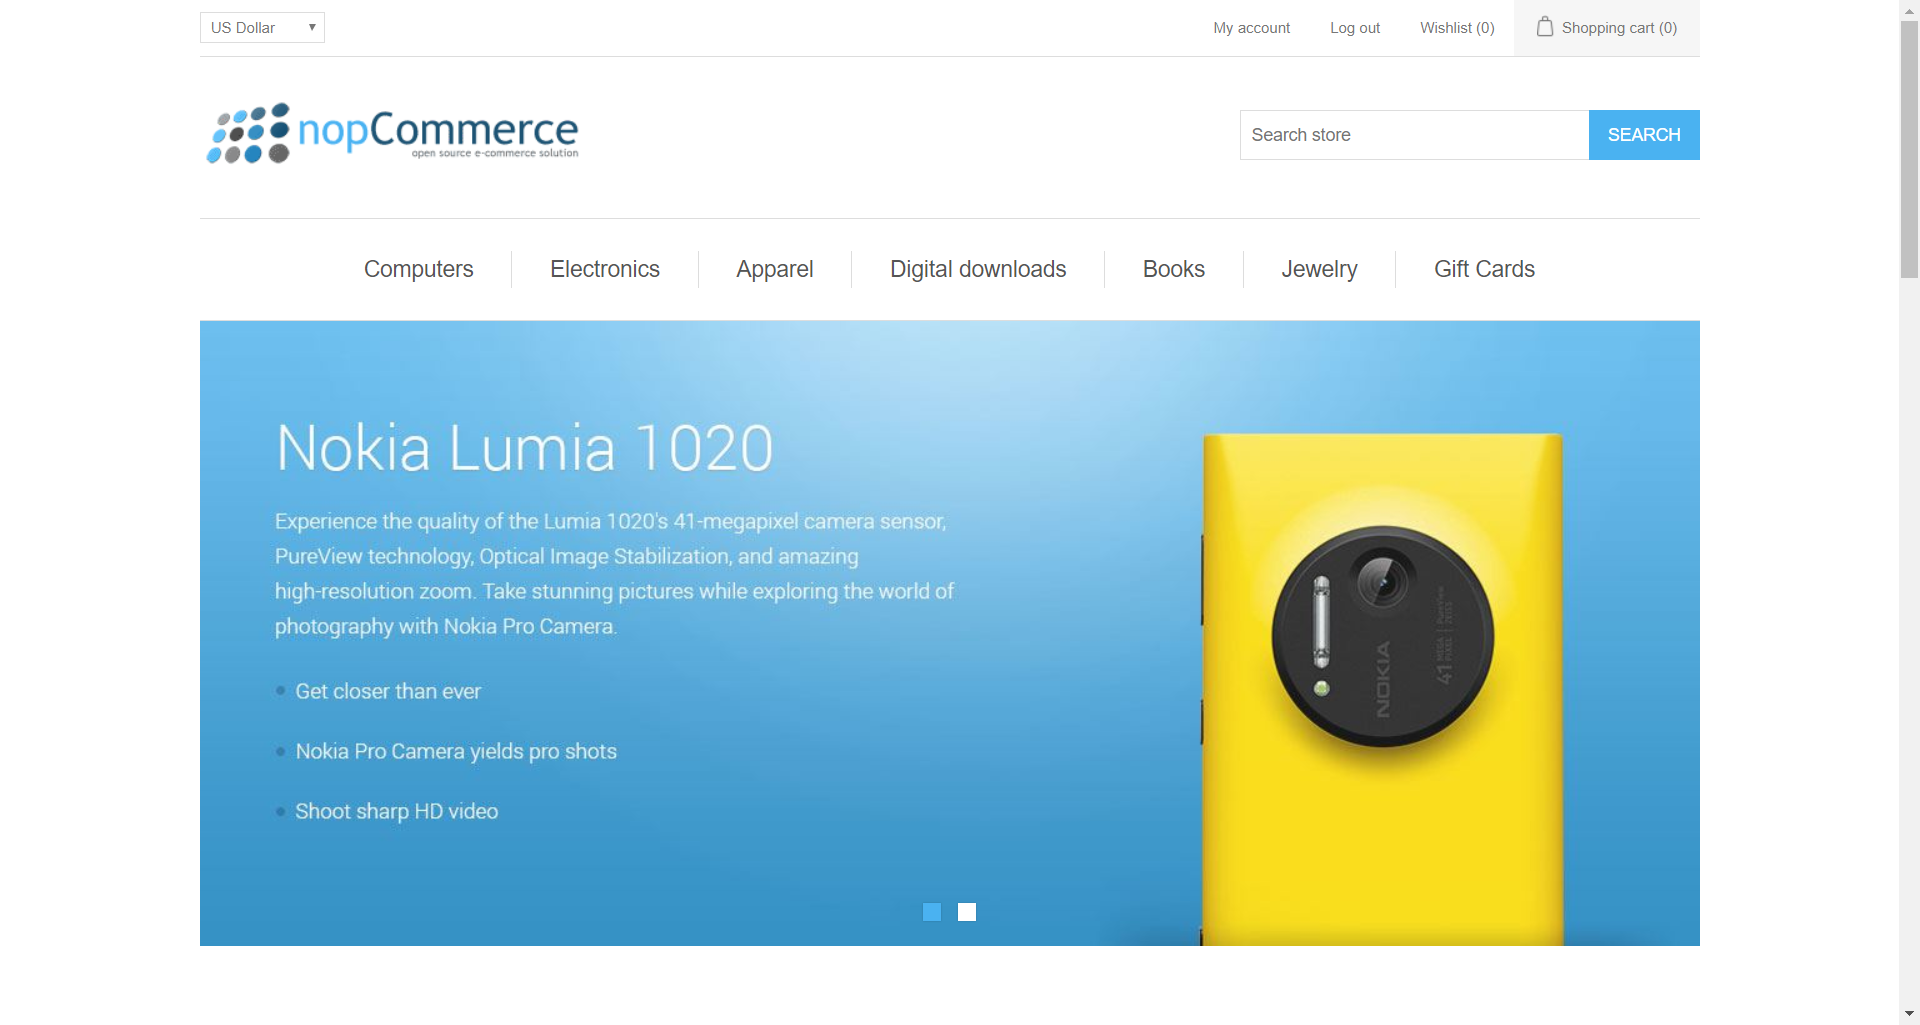 US Dollar
My account
Log out
Wishlist (0)
Shopping cart (0)
nopCommerce
open source e-commerce solution
Search store
SEARCH
Computers
Electronics
Apparel
Digital downloads
Books
Jewelry
Gift Cards
Nokia Lumia 1020
Experience the quality of the Lumia 1020's 41-megapixel camera sensor,
PureView technology, Optical Image Stabilization, and amazing
high-resolution zoom. Take stunning pictures while exploring the world of
photography with Nokia Pro Camera.
Get closer than ever
Nokia Pro Camera yields pro shots
Shoot sharp HD video
NOKIA
41 MEGA PIXEL
PureView